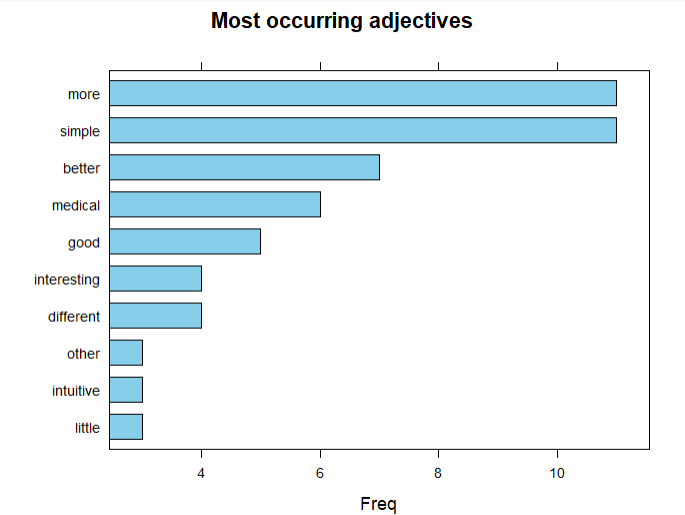 Most occurring adjectives
more
simple
better
medical
good
interesting
different
other
intuitive
little
4 6 8 10
Freq